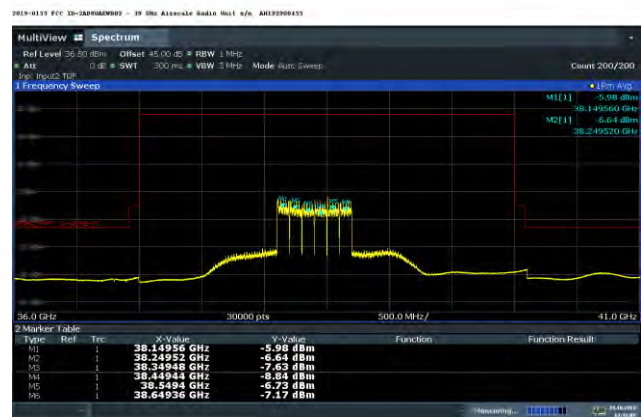 2019-0155 FCC ID-2AD8UAEWB02 - 39 GHz Airscale Radio Unit s/n AH192900455
MultiView Spectrum
Ref Level 36.50 dBm Offset 45.00 dB RBW 1 MHz
Att 0 dB SWT 300 ms VBW 3 MHz Mode Auto Sweep Count 200/200
Inp: Input2 TDF
1 Frequency Sweep 1Rm Avg
M1[1] -5.98 dBm
38.149560 GHz
M2[1] -6.64 dBm
38.249520 GHz
36.0 GHz 30000 pts 500.0 MHz/ 41.0 GHz
2 Marker Table
Type Ref Trc X-Value Y-Value Function Function Result
M1 1 38.14956 GHz -5.98 dBm
M2 1 38.24952 GHz -6.64 dBm
M3 1 38.34948 GHz -7.63 dBm
M4 1 38.44944 GHz -8.84 dBm
M5 1 38.5494 GHz -6.73 dBm
M6 1 38.64936 GHz -7.17 dBm
Measuring...